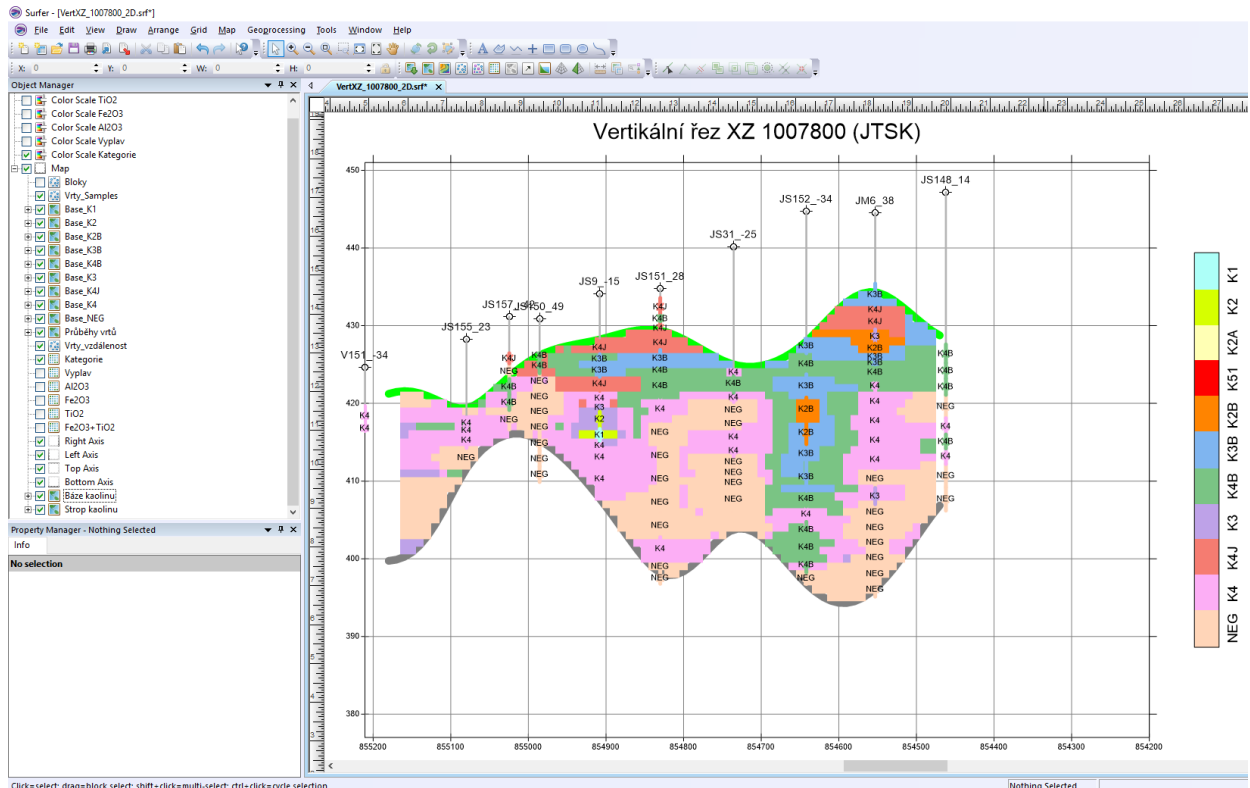 Surfer - [VertXZ_1007800_2D.srf*]
File Edit View Draw Arrange Grid Map Geoprocessing Tools Window Help
X: 0 Y: 0 W: 0 H: 0
Object Manager
Color Scale TiO2
Color Scale Fe2O3
Color Scale Al2O3
Color Scale Vyplav
Color Scale Kategorie
Map
Bloky
Vrty_Samples
Base_K1
Base_K2
Base_K2B
Base_K3B
Base_K4B
Base_K3
Base_K4J
Base_K4
Base_NEG
Průběhy vrtů
Vrty_vzdálenost
Kategorie
Vyplav
Al2O3
Fe2O3
TiO2
Fe2O3+TiO2
Right Axis
Left Axis
Top Axis
Bottom Axis
Báze kaolinu
Strop kaolinu
Property Manager - Nothing Selected
Info
No selection
VertXZ_1007800_2D.srf*
Vertikální řez XZ 1007800 (JTSK)
450
440
430
420
410
400
390
380
855200 855100 855000 854900 854800 854700 854600 854500 854400 854300 854200
V151_-34
JS155_23
JS150_49
JS9_-15
JS151_28
JS31_-25
JS152_-34
JM6_38
JS148_14
K1
K2
K2A
K51
K2B
K3B
K4B
K3
K4J
K4
NEG
Click=select; drag=block select; shift+click=multi-select; ctrl+click=cycle selection
Nothing Selected